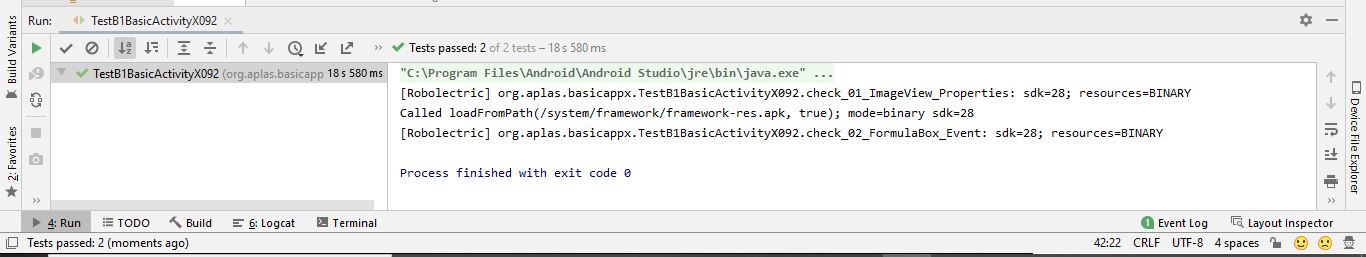 Run: TestB1BasicActivityX092 ×
Build Variants
2: Favorites
Device File Explorer
>> Tests passed: 2 of 2 tests – 18 s 580 ms
TestB1BasicActivityX092 (org.aplas.basicapp 18 s 580 ms
"C:\Program Files\Android\Android Studio\jre\bin\java.exe" ...
[Robolectric] org.aplas.basicappx.TestB1BasicActivityX092.check_01_ImageView_Properties: sdk=28; resources=BINARY
Called loadFromPath(/system/framework/framework-res.apk, true); mode=binary sdk=28
[Robolectric] org.aplas.basicappx.TestB1BasicActivityX092.check_02_FormulaBox_Event: sdk=28; resources=BINARY
Process finished with exit code 0
>> >>
4: Run TODO Build 6: Logcat Terminal 1 Event Log Layout Inspector
Tests passed: 2 (moments ago) 42:22 CRLF UTF-8 4 spaces